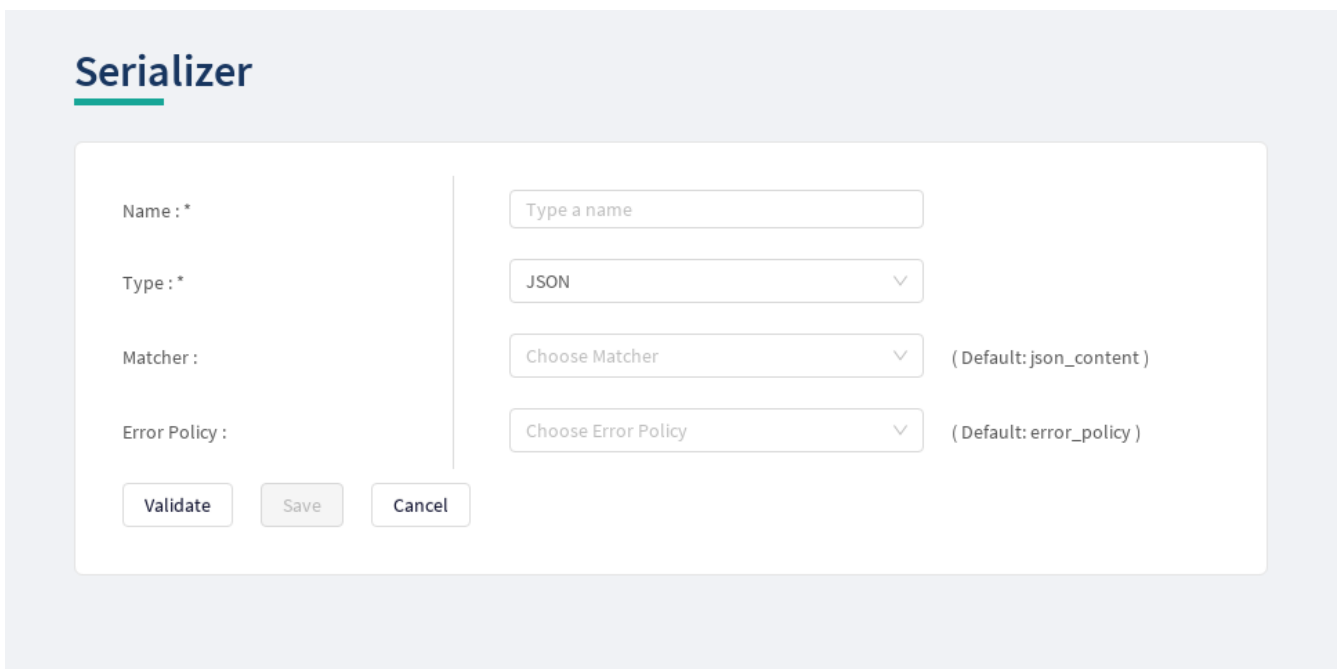 Serializer
Name : * Type a name
Type : * JSON
Matcher : Choose Matcher ( Default: json_content )
Error Policy : Choose Error Policy ( Default: error_policy )
Validate Save Cancel